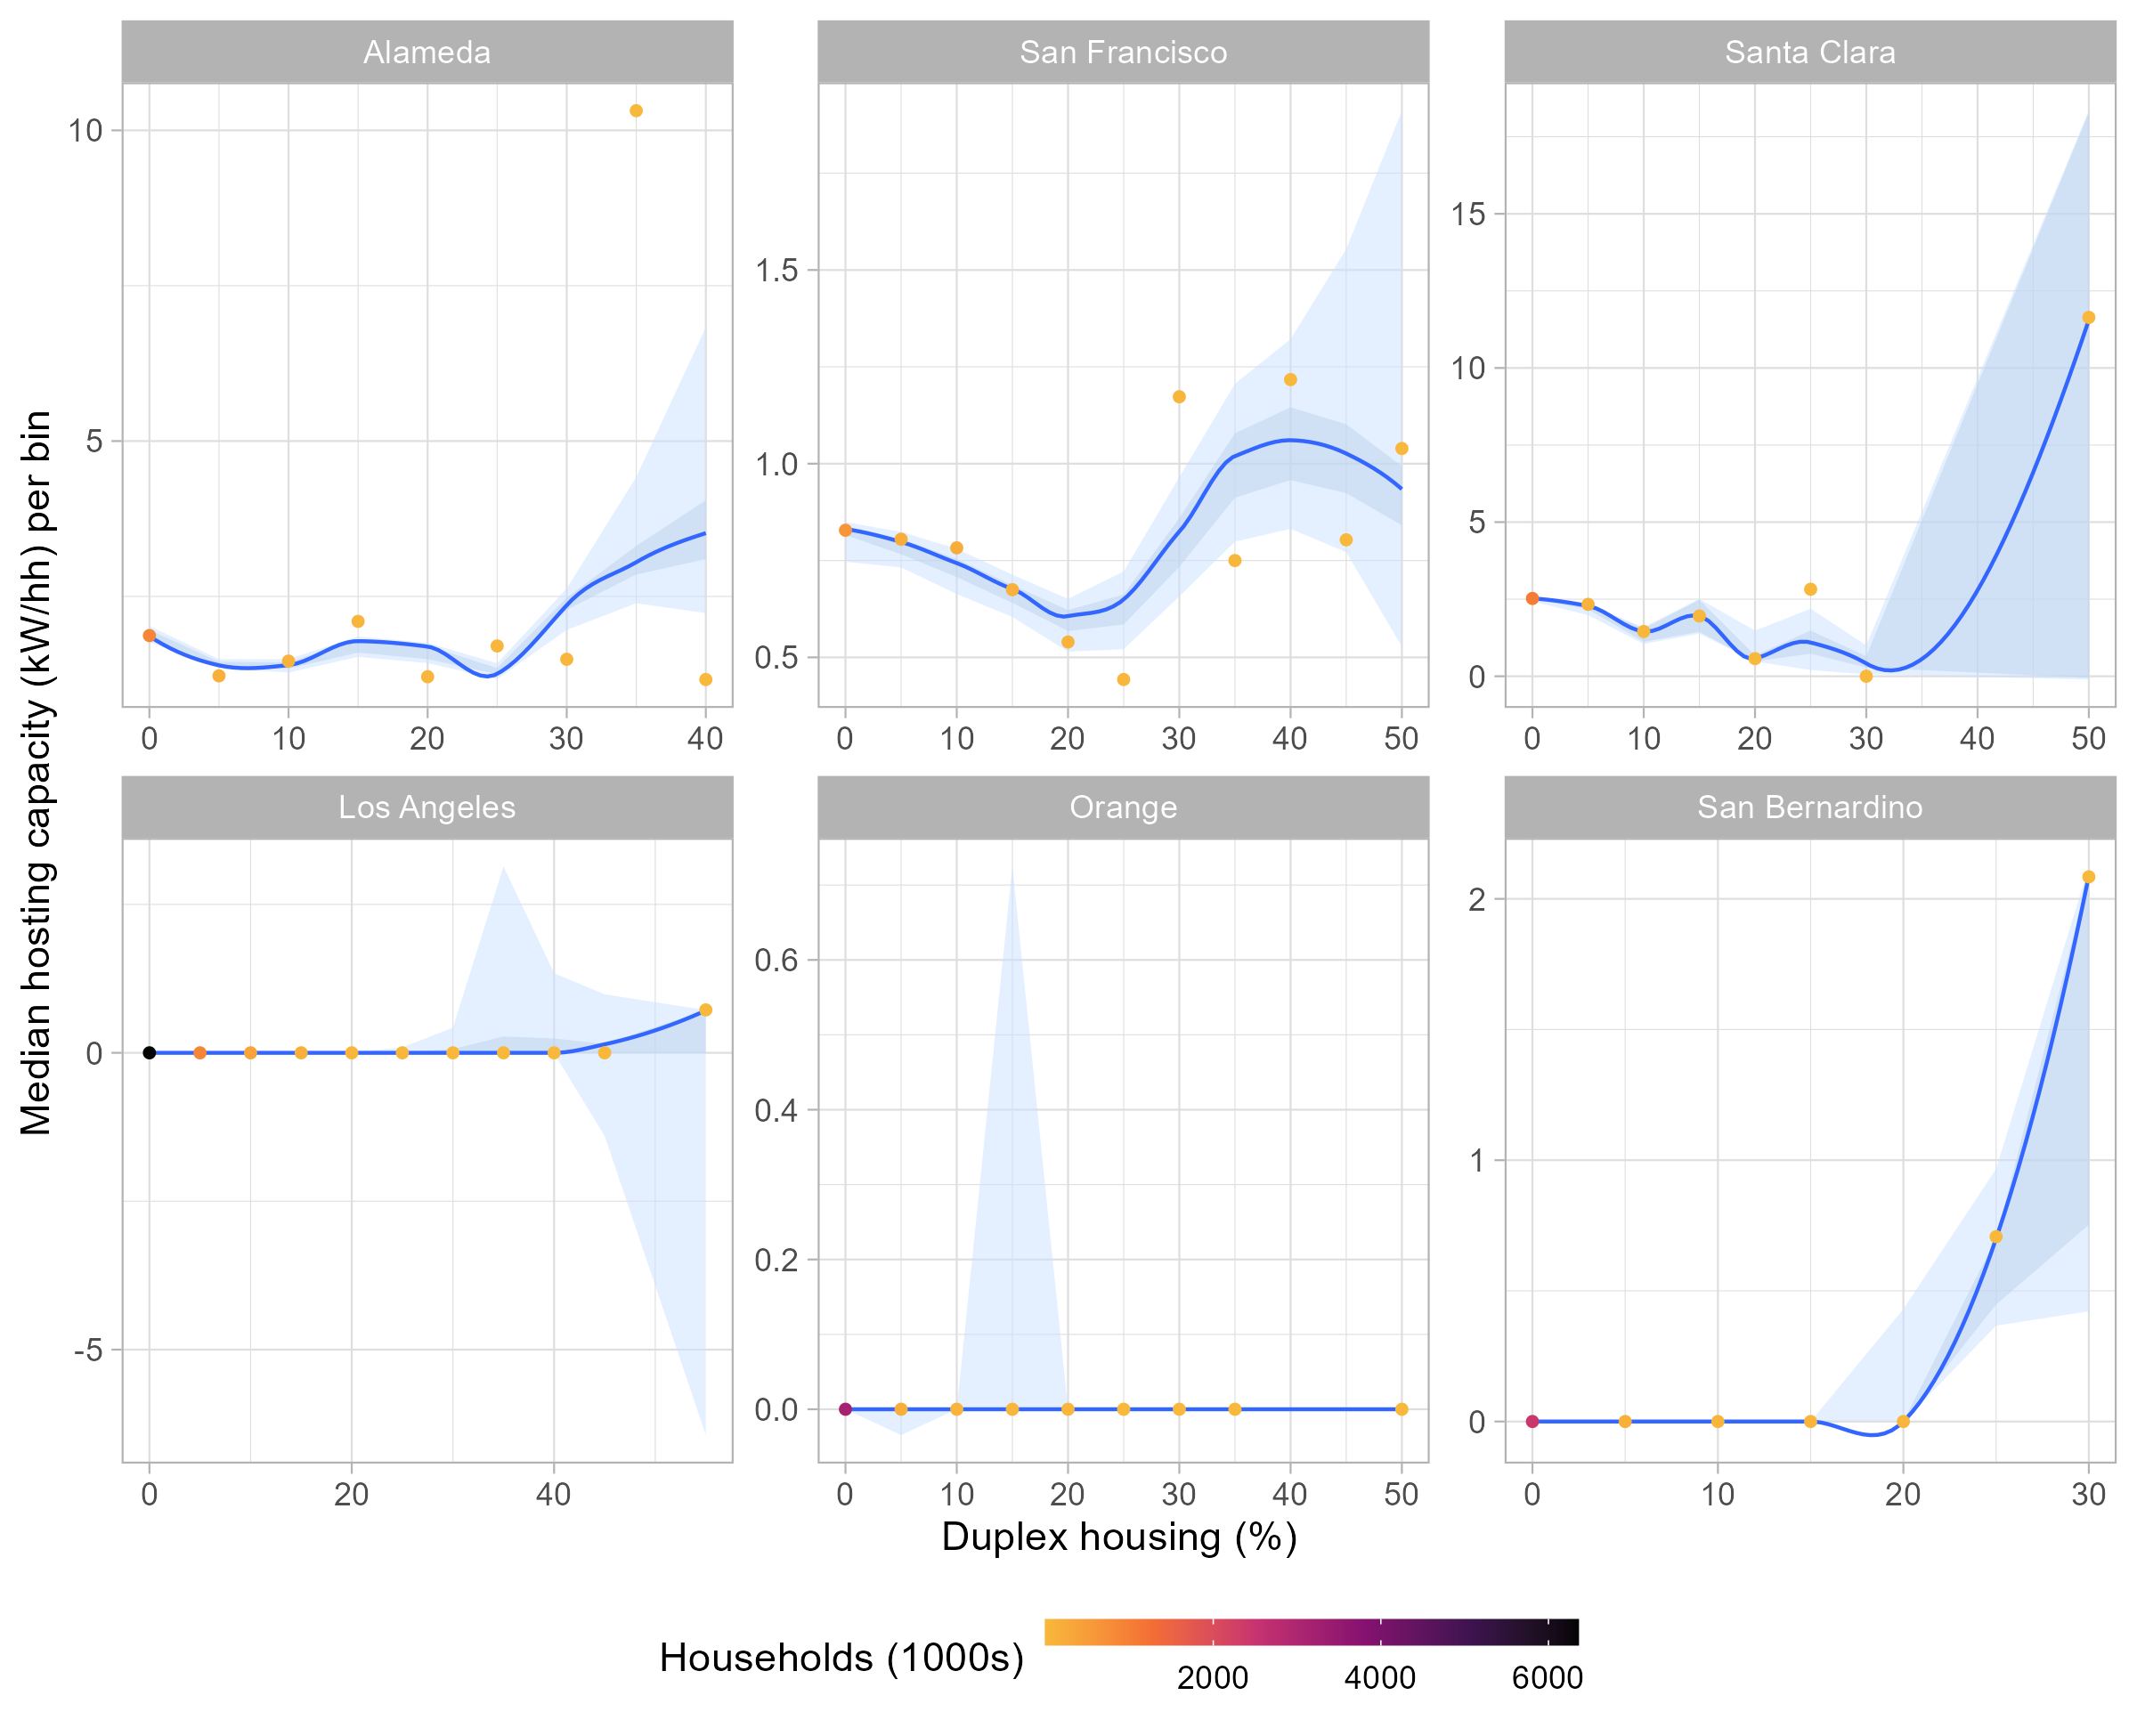 Median hosting capacity (kW/hh) per bin
Alameda
San Francisco
Santa Clara
10
5
0 10 20 30 40
1.5
1.0
0.5
0 10 20 30 40 50
15
10
5
0
0 10 20 30 40 50
Los Angeles
Orange
San Bernardino
0
-5
0 20 40
0.6
0.4
0.2
0.0
0 10 20 30 40 50
2
1
0
0 10 20 30
Duplex housing (%)
Households (1000s)
2000 4000 6000